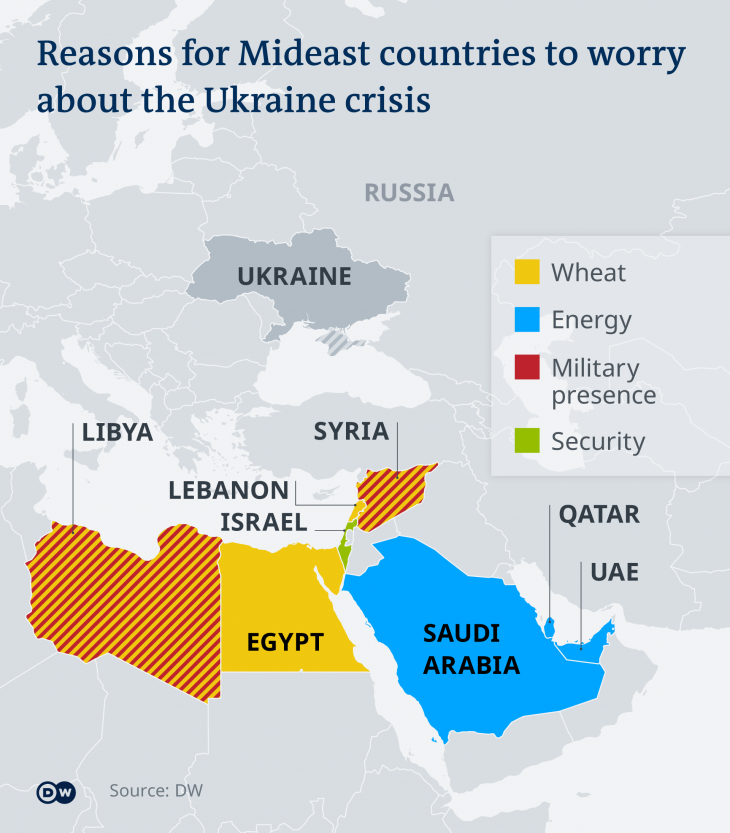 Reasons for Mideast countries to worry
about the Ukraine crisis
RUSSIA
UKRAINE
Wheat
Energy
Military
presence
Security
LIBYA
SYRIA
LEBANON
ISRAEL
QATAR
UAE
EGYPT
SAUDI
ARABIA
DW
Source: DW